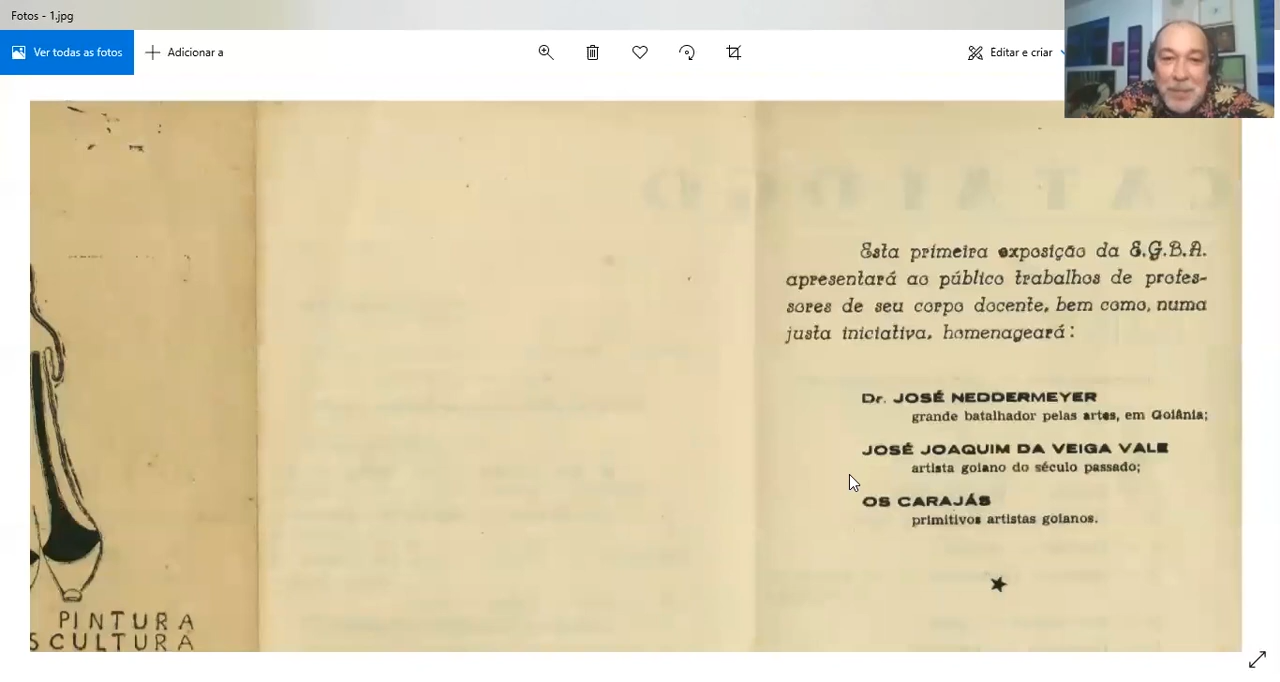 Fotos - 1.jpg
Ver todas as fotos
Adicionar a
Editar e criar
CATALOGO
Esta primeira exposição da E.G.B.A.
apresentará ao público trabalhos de profes-
sores de seu corpo docente, bem como, numa
justa iniciativa, homenageará:
Dr. JOSÉ NEDDERMEYER
grande batalhador pelas artes, em Goiânia;
JOSÉ JOAQUIM DA VEIGA VALE
artista goiano do século passado;
OS CARAJÁS
primitivos artistas goianos.
PINTURA
SCULTURA